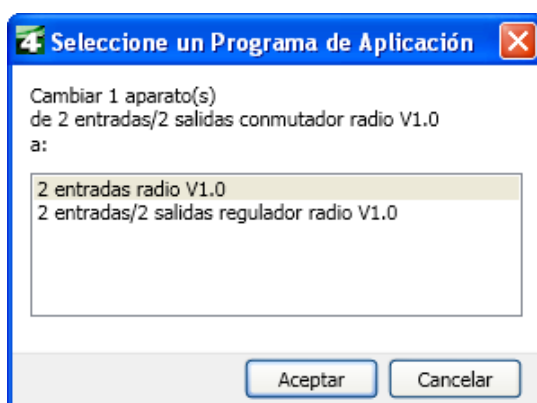 4 Seleccione un Programa de Aplicación
Cambiar 1 aparato(s)
de 2 entradas/2 salidas conmutador radio V1.0
a:
2 entradas radio V1.0
2 entradas/2 salidas regulador radio V1.0
Aceptar Cancelar